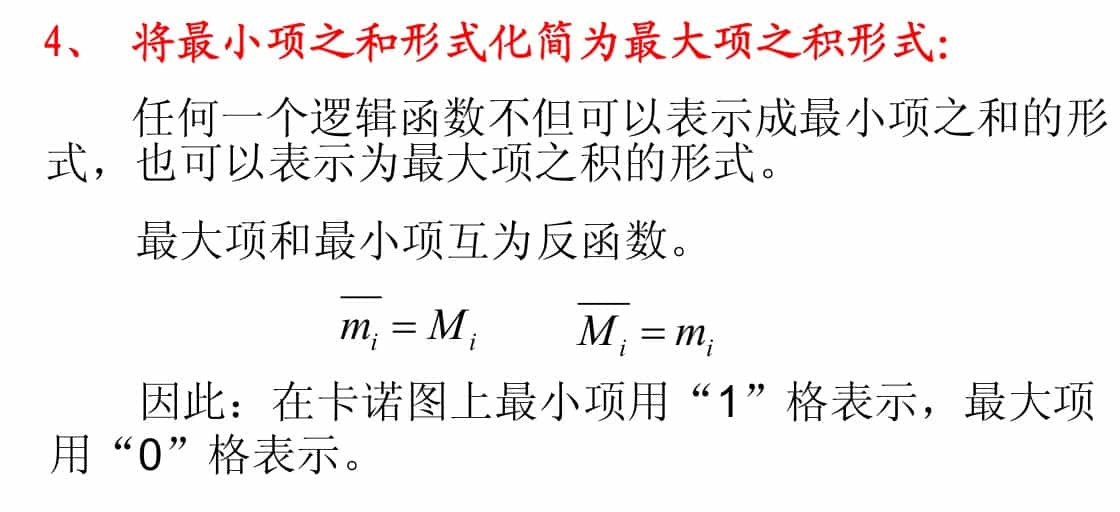 4、 将最小项之和形式化简为最大项之积形式:
任何一个逻辑函数不但可以表示成最小项之和的形
式，也可以表示为最大项之积的形式。
最大项和最小项互为反函数。
$\overline{m_i} = M_i$ $\overline{M_i} = m_i$
因此：在卡诺图上最小项用“1”格表示，最大项
用“0”格表示。